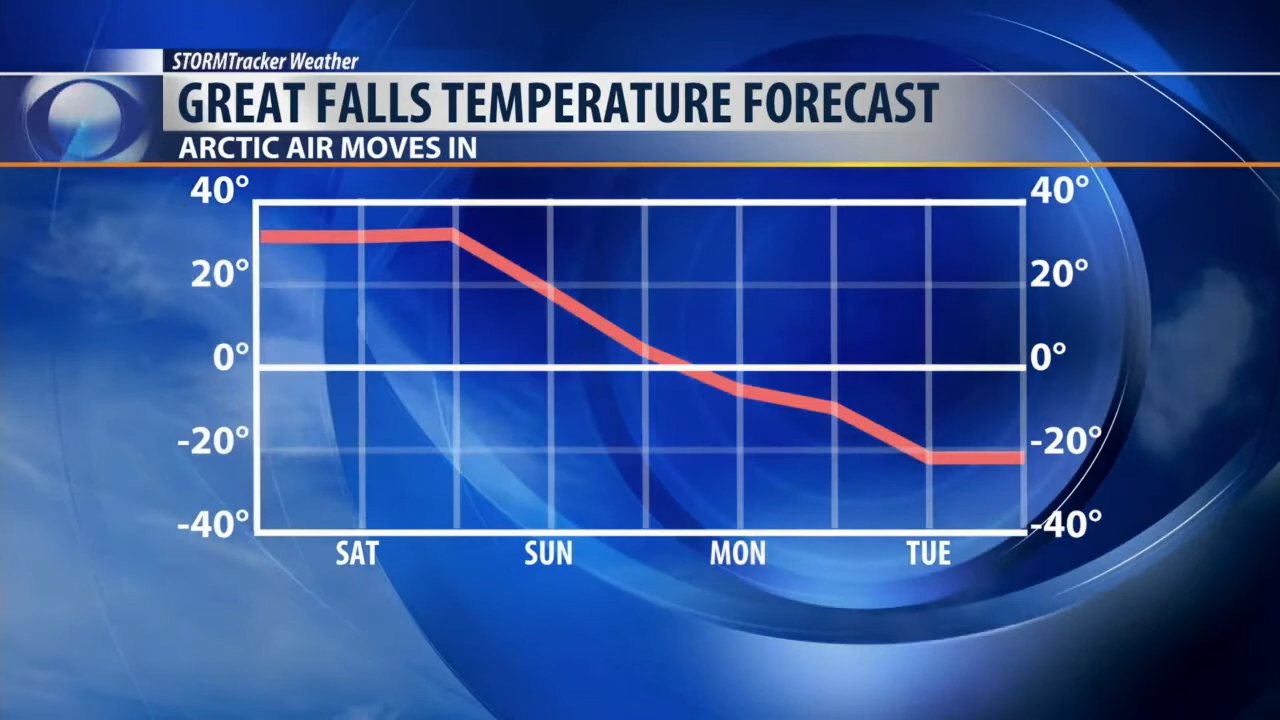 STORMTracker Weather
GREAT FALLS TEMPERATURE FORECAST
ARCTIC AIR MOVES IN
40° 40°
20° 20°
0° 0°
-20° -20°
-40° -40°
SAT SUN MON TUE